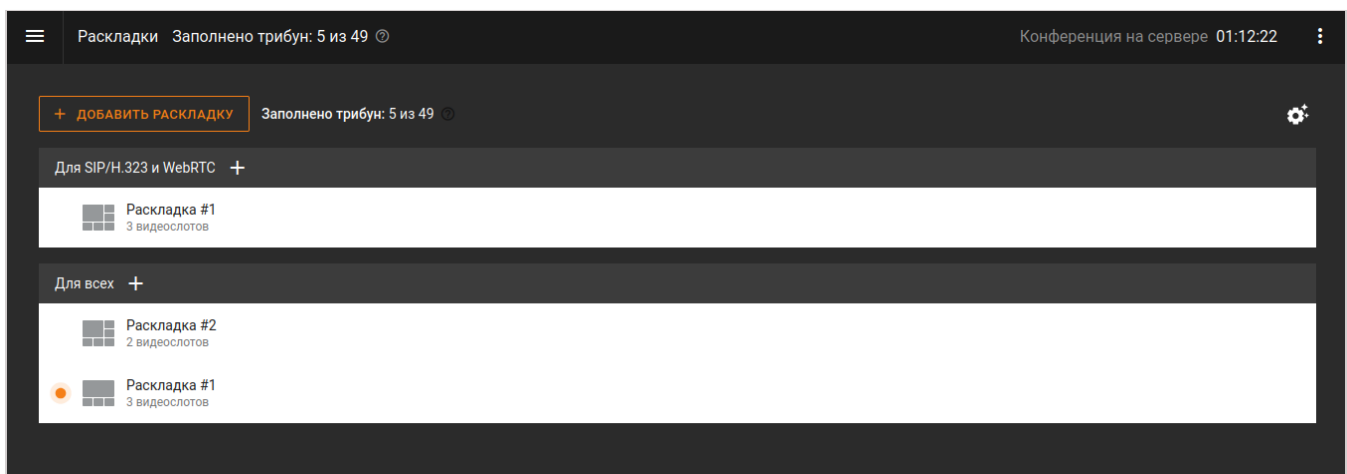 Раскладки Заполнено трибун: 5 из 49 Конференция на сервере 01:12:22
+ ДОБАВИТЬ РАСКЛАДКУ Заполнено трибун: 5 из 49
Для SIP/H.323 и WebRTC +
Раскладка #1
3 видеослотов
Для всех +
Раскладка #2
2 видеослотов
Раскладка #1
3 видеослотов